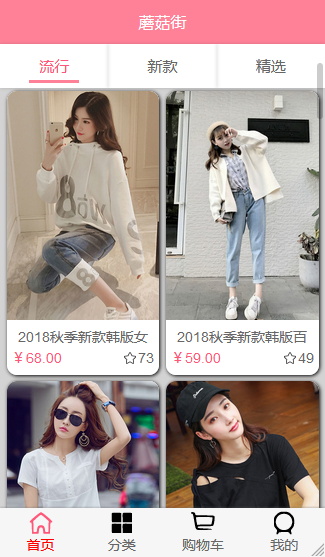 蘑菇街
流行 新款 精选
2018秋季新款韩版女
¥ 68.00 73
2018秋季新款韩版百
¥ 59.00 49
首页 分类 购物车 我的